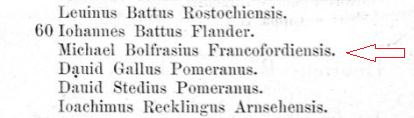 Leuinus Battus Rostochiensis.
60 Iohannes Battus Flander.
Michael Bolfrasius Francofordiensis.
Dauid Gallus Pomeranus.
Dauid Stedius Pomeranus.
Ioachimus Recklingus Arnsehensis.